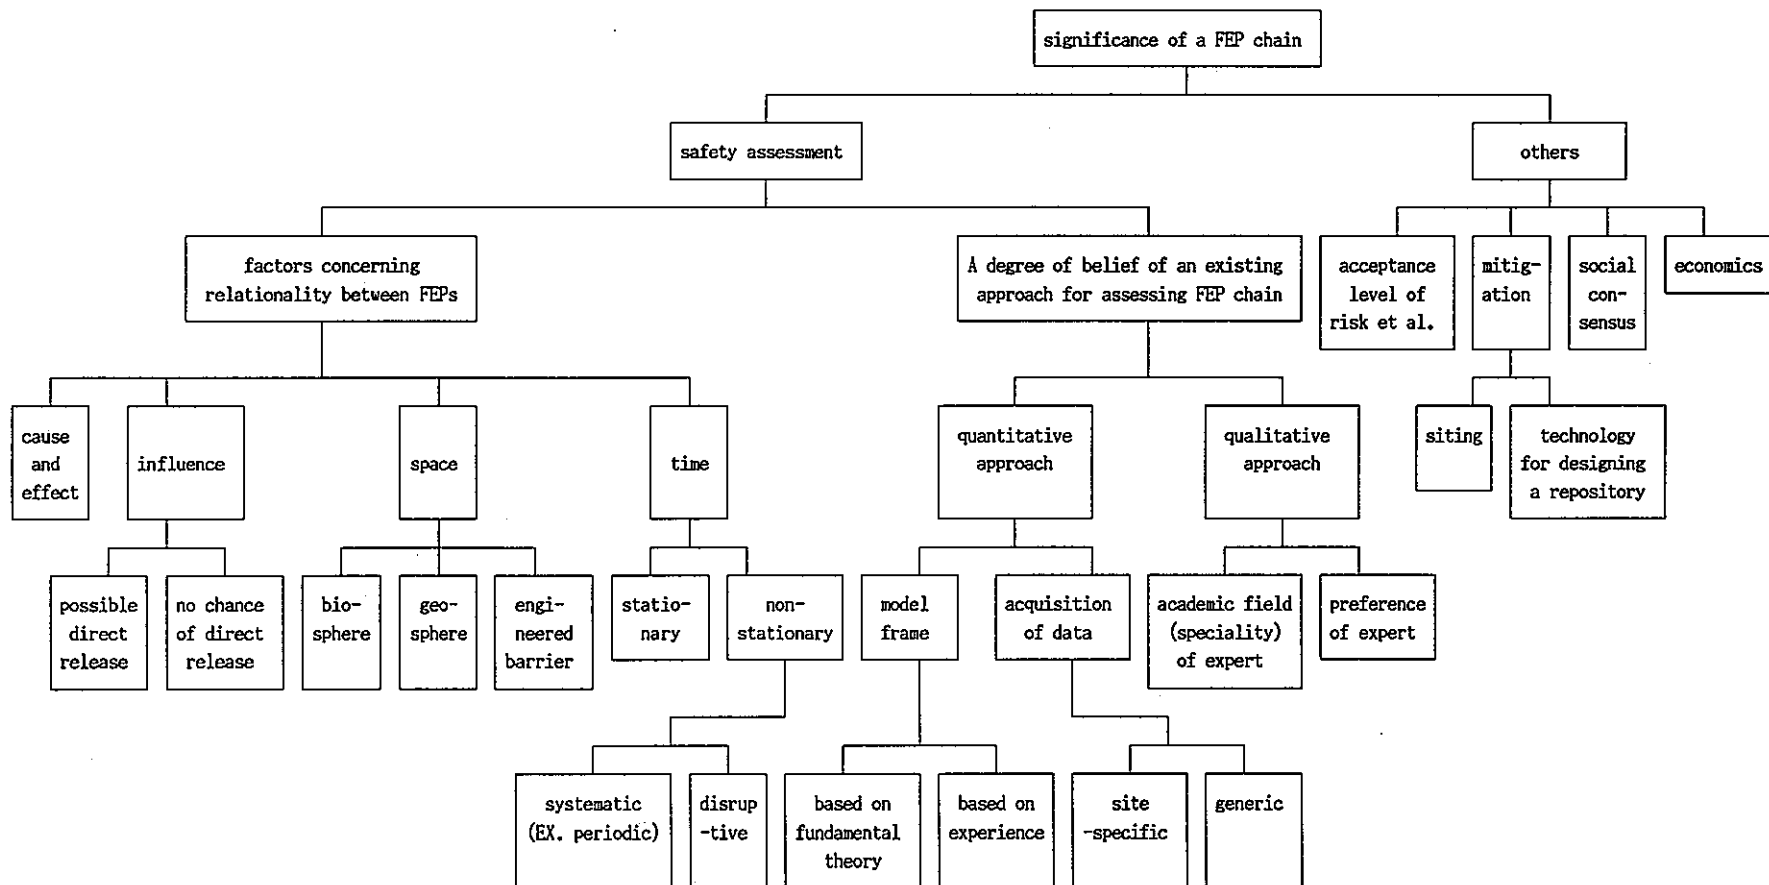 significance of a FEP chain
safety assessment
others
factors concerning
relationality between FEPs
A degree of belief of an existing
approach for assessing FEP chain
acceptance
level of
risk et al.
mitig-
ation
social
con-
sensus
economics
cause
and
effect
influence
space
time
quantitative
approach
qualitative
approach
siting
technology
for designing
a repository
possible
direct
release
no chance
of direct
release
bio-
sphere
geo-
sphere
engi-
neered
barrier
statio-
nary
non-
stationary
model
frame
acquisition
of data
academic field
(speciality)
of expert
preference
of expert
systematic
(EX. periodic)
disrup
-tive
based on
fundamental
theory
based on
experience
site
-specific
generic